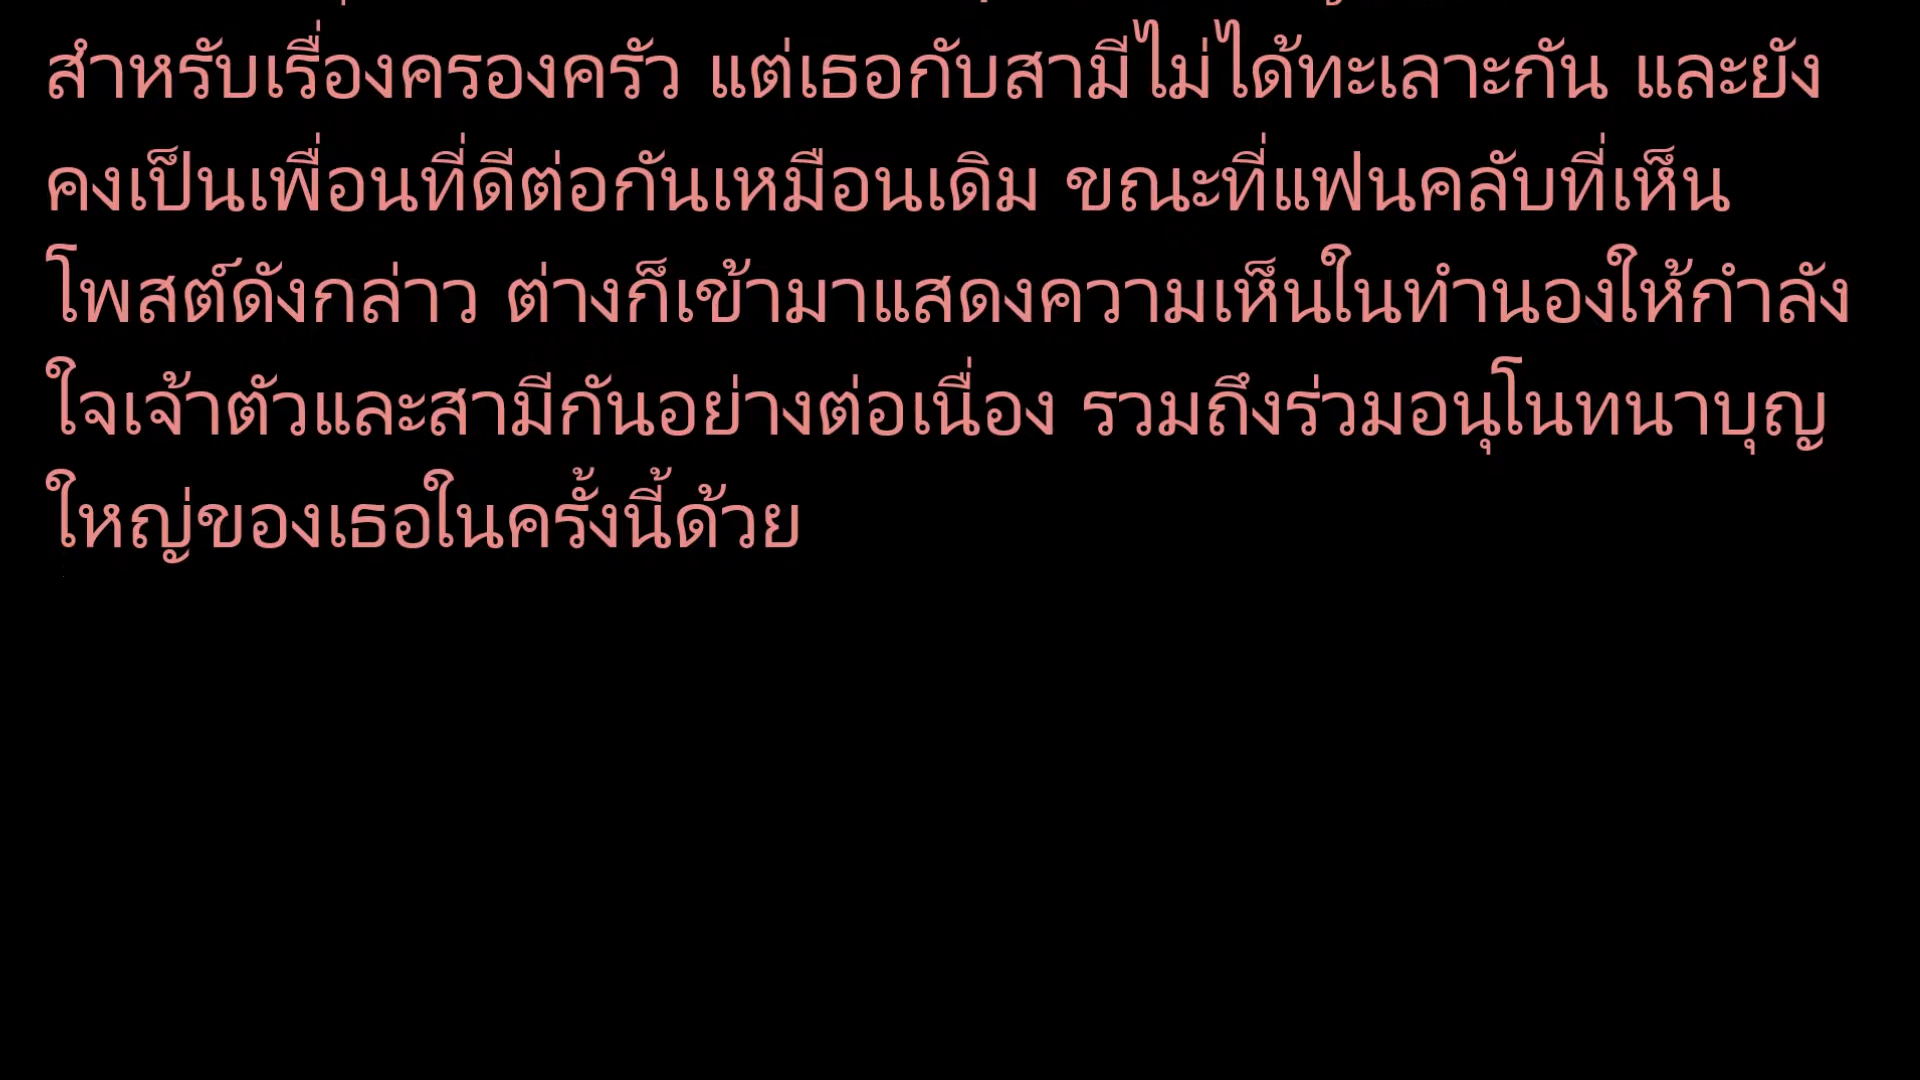 สำหรับเรื่องครองครัว แต่เธอกับสามีไม่ได้ทะเลาะกัน และยัง
คงเป็นเพื่อนที่ดีต่อกันเหมือนเดิม ขณะที่แฟนคลับที่เห็น
โพสต์ดังกล่าว ต่างก็เข้ามาแสดงความเห็นในทำนองให้กำลัง
ใจเจ้าตัวและสามีกันอย่างต่อเนื่อง รวมถึงร่วมอนุโนทนาบุญ
ใหญ่ของเธอในครั้งนี้ด้วย